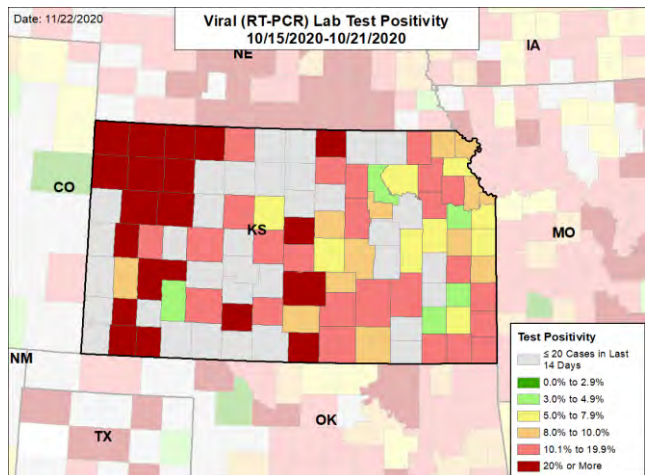 Date: 11/22/2020
Viral (RT-PCR) Lab Test Positivity
10/15/2020-10/21/2020
NE
IA
CO
KS
MO
NM
OK
TX
Test Positivity
≤ 20 Cases in Last
14 Days
0.0% to 2.9%
3.0% to 4.9%
5.0% to 7.9%
8.0% to 10.0%
10.1% to 19.9%
20% or More